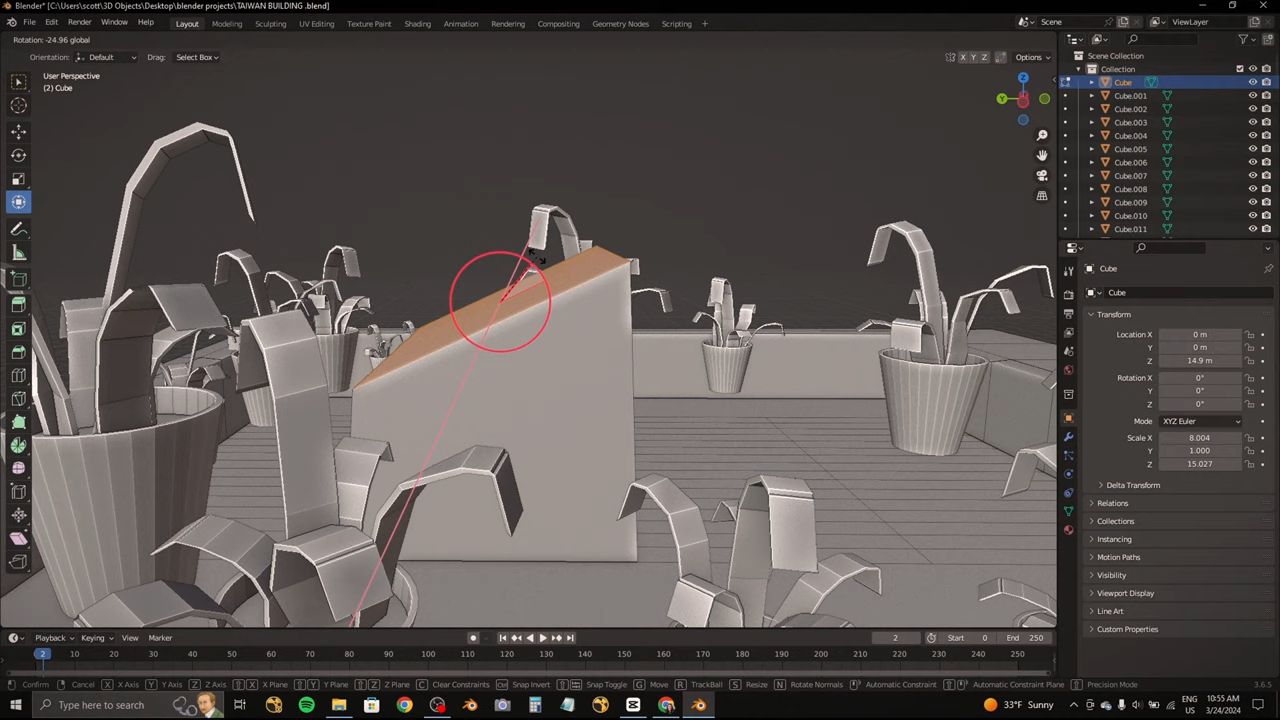 Blender* [C:\Users\scott\3D Objects\Desktop\blender projects\TAIWAN BUILDING .blend]
File Edit Render Window Help Layout Modeling Sculpting UV Editing Texture Paint Shading Animation Rendering Compositing Geometry Nodes Scripting + Scene ViewLayer
Rotation: -24.96 global
Orientation: Default Drag: Select Box X Y Z Options
User Perspective
(2) Cube
Z
Y
Scene Collection
Collection
Cube
Cube.001
Cube.002
Cube.003
Cube.004
Cube.005
Cube.006
Cube.007
Cube.008
Cube.009
Cube.010
Cube.011
Cube
Cube
Transform
Location X 0 m
Y 0 m
Z 14.9 m
Rotation X 0°
Y 0°
Z 0°
Mode XYZ Euler
Scale X 8.004
Y 1.000
Z 15.027
Delta Transform
Relations
Collections
Instancing
Motion Paths
Visibility
Viewport Display
Line Art
Custom Properties
Playback Keying View Marker 2 Start 0 End 250
2 10 20 30 40 50 60 70 80 90 100 110 120 130 140 150 160 170 180 190 200 210 220 230 240 250
Confirm Cancel X X Axis Y Y Axis Z Z Axis X X Plane Y Y Plane Z Z Plane C Clear Constraints Snap Invert Snap Toggle G Move R TrackBall S Resize N Rotate Normals Automatic Constraint Automatic Constraint Plane Precision Mode 3.6.5
Type here to search 33°F Sunny ENG US 10:55 AM 3/24/2024